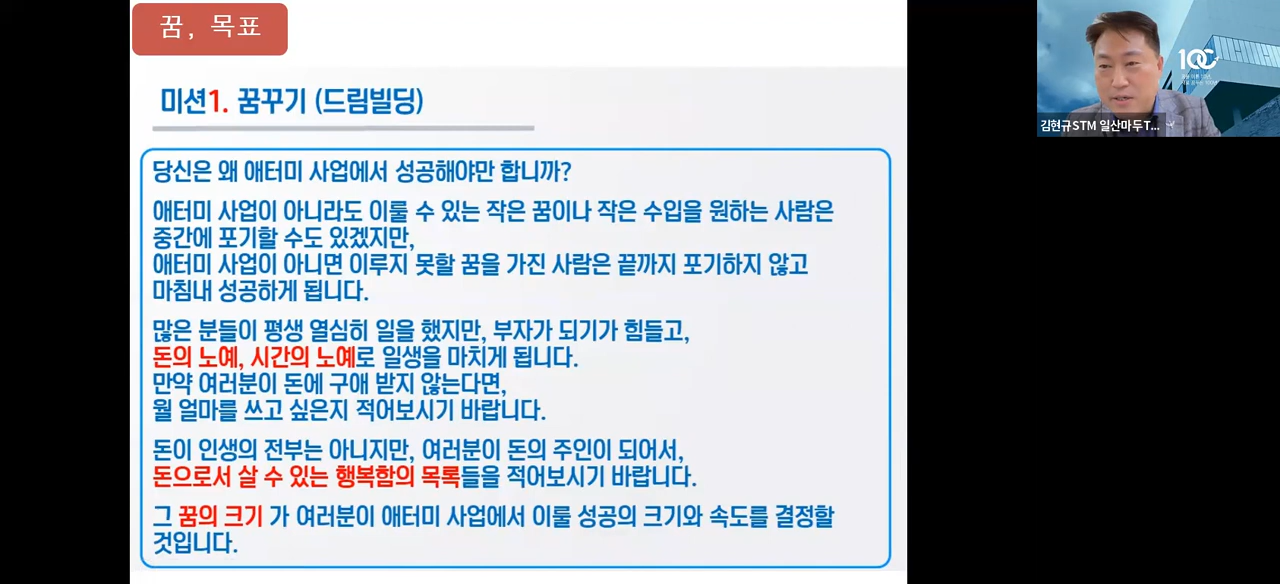 꿈, 목표
미션1. 꿈꾸기 (드림빌딩)
당신은 왜 애터미 사업에서 성공해야만 합니까?
애터미 사업이 아니라도 이룰 수 있는 작은 꿈이나 작은 수입을 원하는 사람은
중간에 포기할 수도 있겠지만,
애터미 사업이 아니면 이루지 못할 꿈을 가진 사람은 끝까지 포기하지 않고
마침내 성공하게 됩니다.
많은 분들이 평생 열심히 일을 했지만, 부자가 되기가 힘들고,
돈의 노예, 시간의 노예로 일생을 마치게 됩니다.
만약 여러분이 돈에 구애 받지 않는다면,
월 얼마를 쓰고 싶은지 적어보시기 바랍니다.
돈이 인생의 전부는 아니지만, 여러분이 돈의 주인이 되어서,
돈으로서 살 수 있는 행복함의 목록들을 적어보시기 바랍니다.
그 꿈의 크기 가 여러분이 애터미 사업에서 이룰 성공의 크기와 속도를 결정할
것입니다.
100
김현규STM 일산마두T...